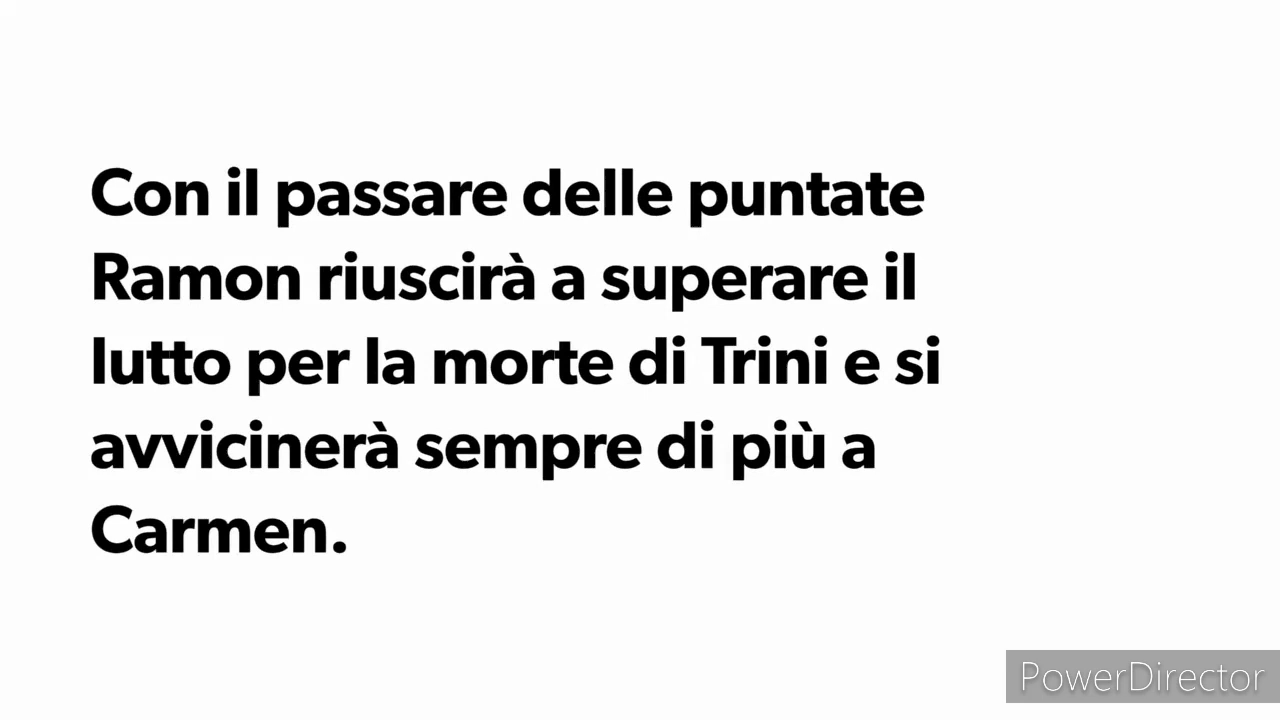 Con il passare delle puntate
Ramon riuscirà a superare il
lutto per la morte di Trini e si
avvicinerà sempre di più a
Carmen.
PowerDirector